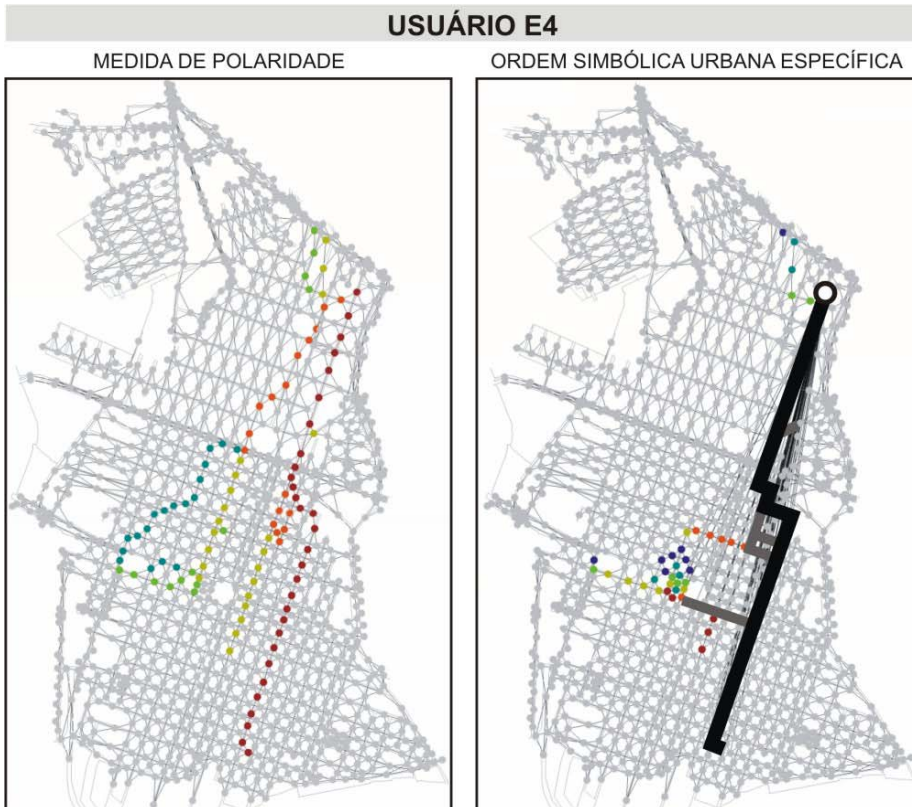 USUÁRIO E4
MEDIDA DE POLARIDADE
ORDEM SIMBÓLICA URBANA ESPECÍFICA